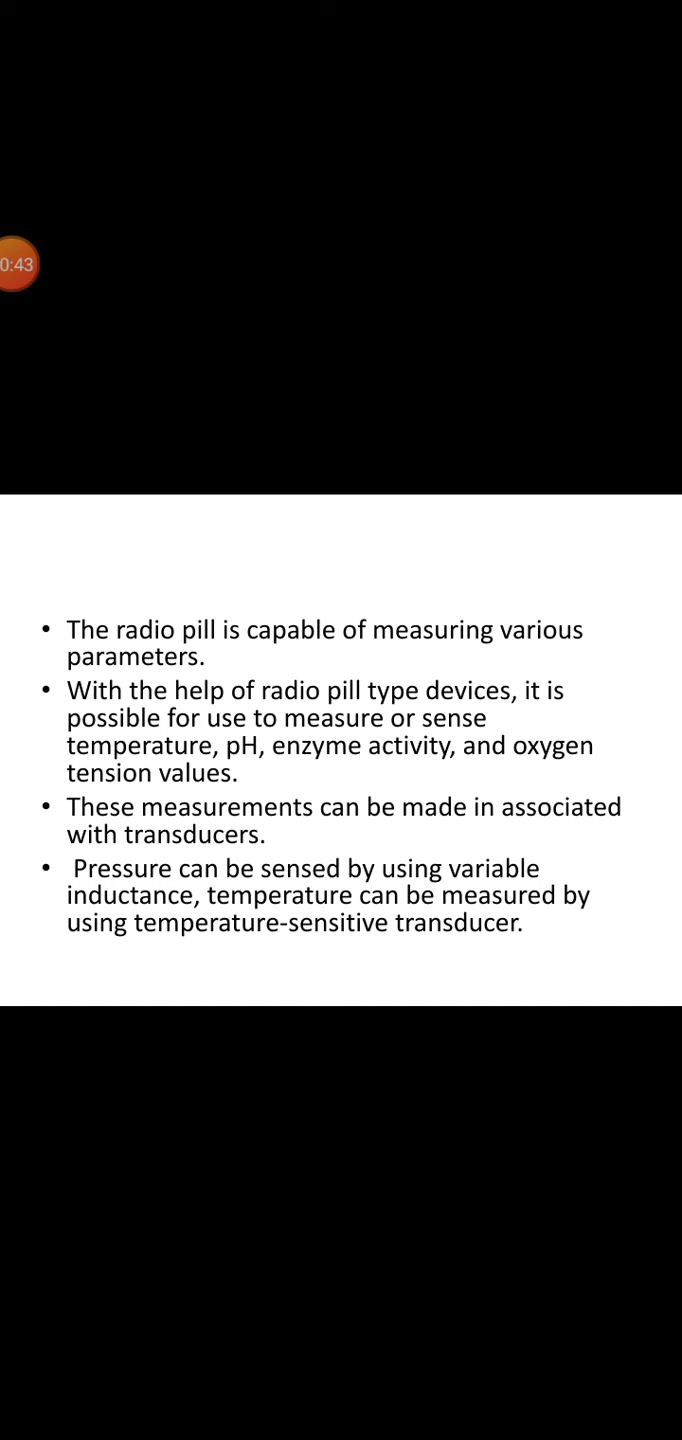 0:43
• The radio pill is capable of measuring various
parameters.
• With the help of radio pill type devices, it is
possible for use to measure or sense
temperature, pH, enzyme activity, and oxygen
tension values.
• These measurements can be made in associated
with transducers.
• Pressure can be sensed by using variable
inductance, temperature can be measured by
using temperature-sensitive transducer.